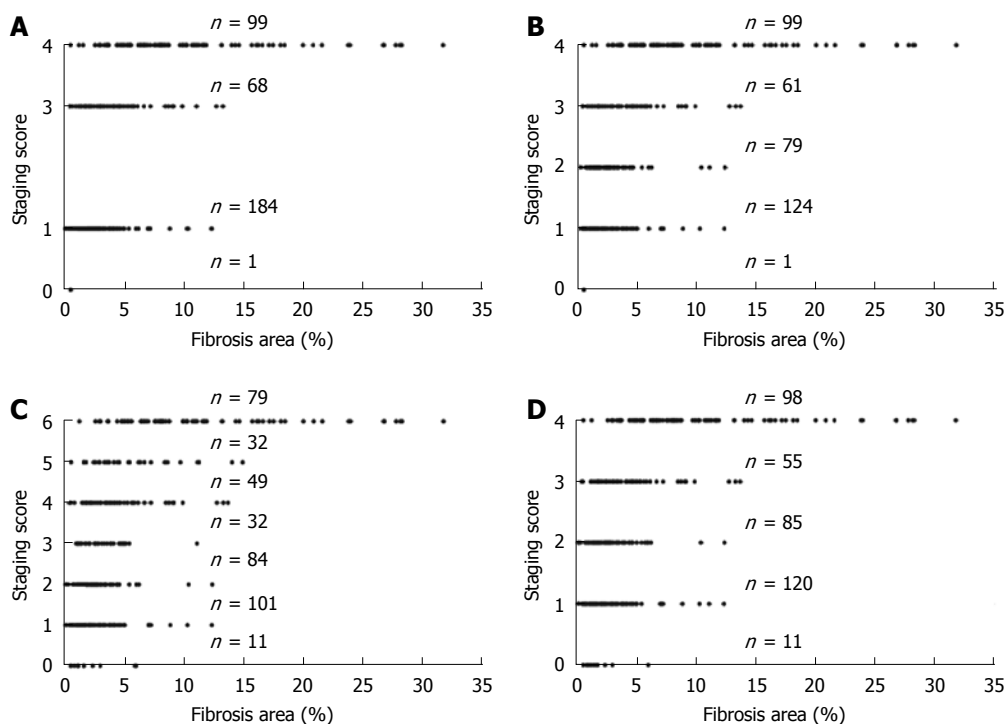 A
n = 99
4
n = 68
3
Staging score
n = 184
1
n = 1
0
0 5 10 15 20 25 30 35
Fibrosis area (%)
B
n = 99
4
n = 61
3
Staging score
n = 79
2
n = 124
1
n = 1
0
0 5 10 15 20 25 30 35
Fibrosis area (%)
C
n = 79
6
n = 32
5
n = 49
4
Staging score
n = 32
3
n = 84
2
n = 101
1
n = 11
0
0 5 10 15 20 25 30 35
Fibrosis area (%)
D
n = 98
4
n = 55
3
Staging score
n = 85
2
n = 120
1
n = 11
0
0 5 10 15 20 25 30 35
Fibrosis area (%)